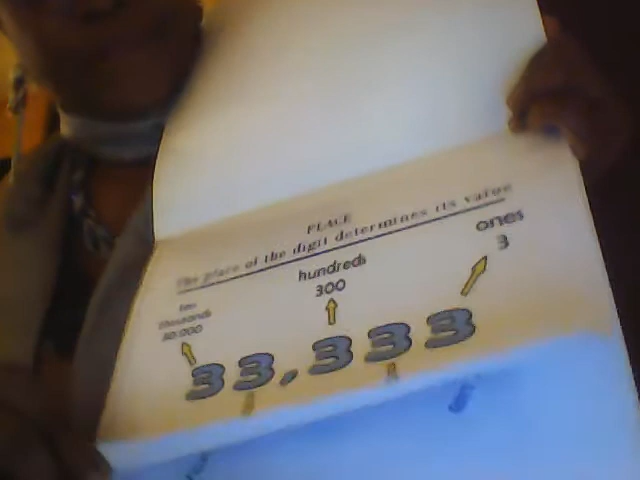 PLACE
The place of the digit determines its value
ten
thousands
30,000
hundreds
300
ones
3
33,333